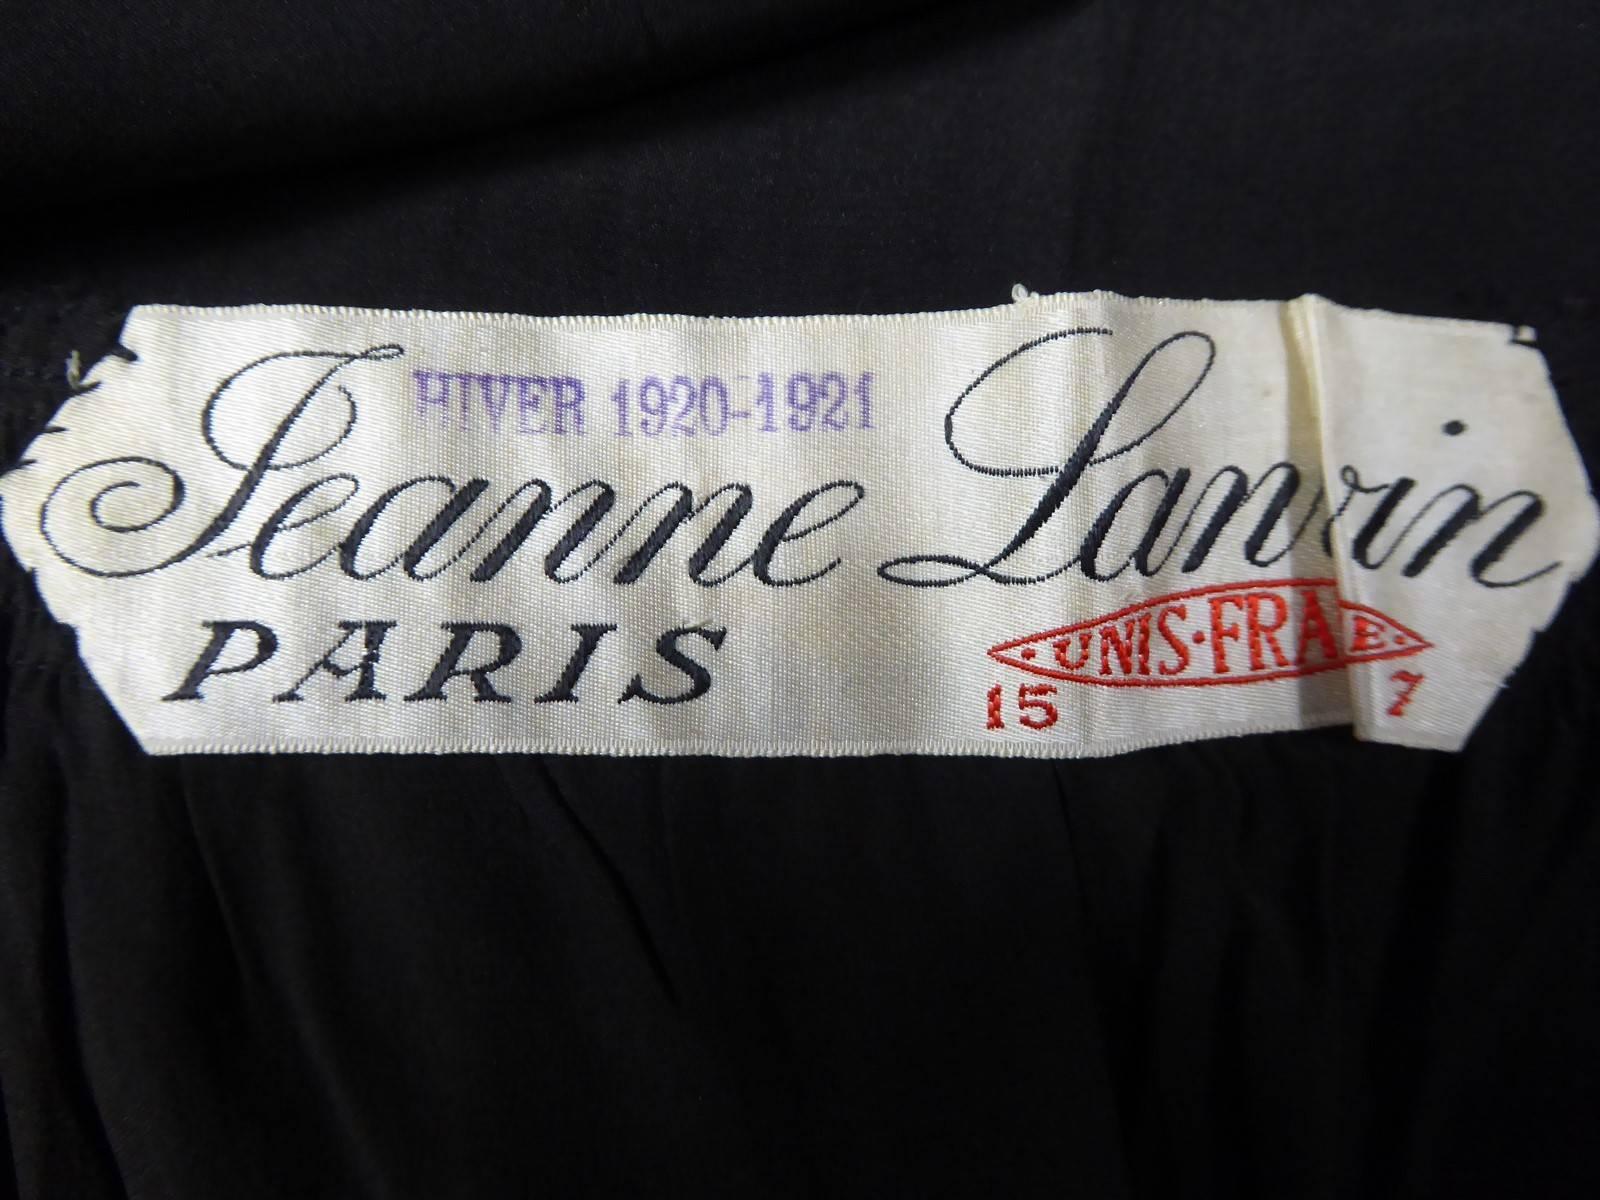 HIVER 1920-1921
Jeanne Lanvin
PARIS
UNIS·FRA E
15 7